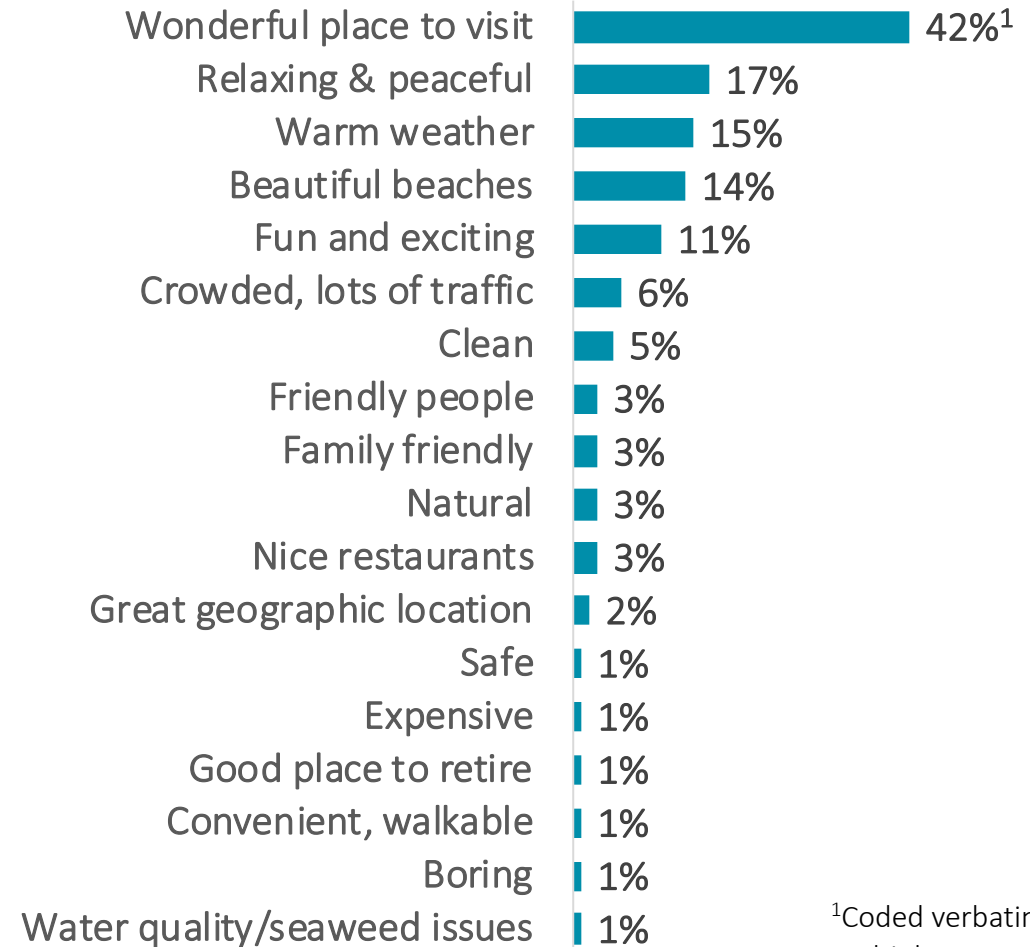 Wonderful place to visit 42%¹
Relaxing & peaceful 17%
Warm weather 15%
Beautiful beaches 14%
Fun and exciting 11%
Crowded, lots of traffic 6%
Clean 5%
Friendly people 3%
Family friendly 3%
Natural 3%
Nice restaurants 3%
Great geographic location 2%
Safe 1%
Expensive 1%
Good place to retire 1%
Convenient, walkable 1%
Boring 1%
Water quality/seaweed issues 1%
¹Coded